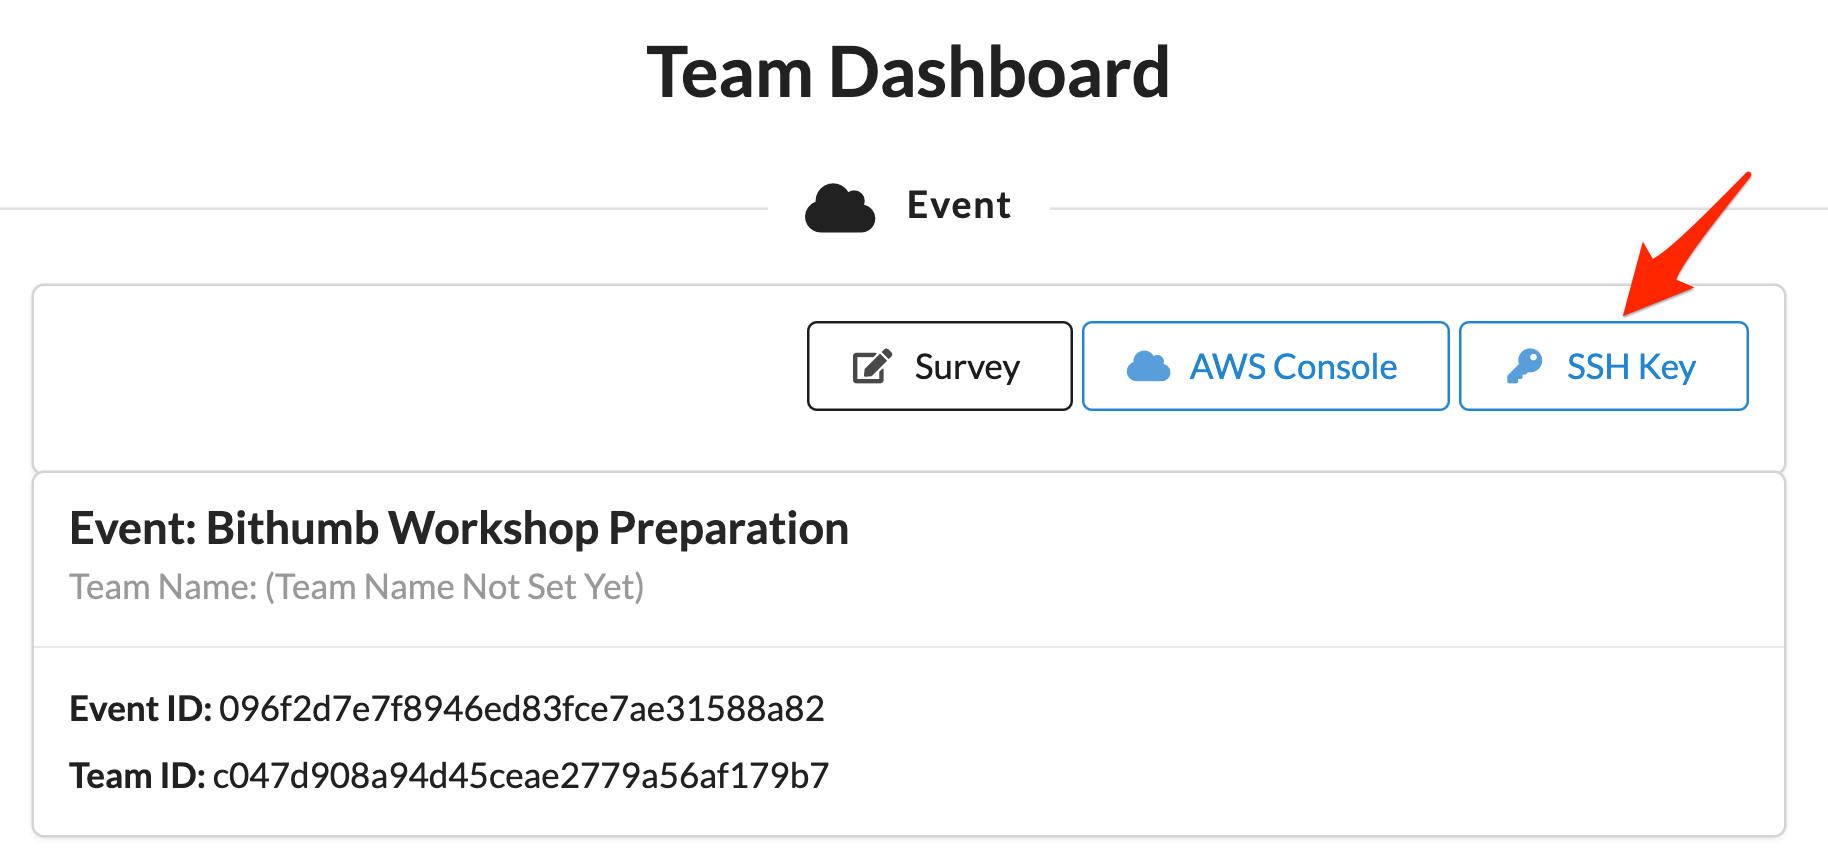 Team Dashboard
Event
Survey
AWS Console
SSH Key
Event: Bithumb Workshop Preparation
Team Name: (Team Name Not Set Yet)
Event ID: 096f2d7e7f8946ed83fce7ae31588a82
Team ID: c047d908a94d45ceae2779a56af179b7